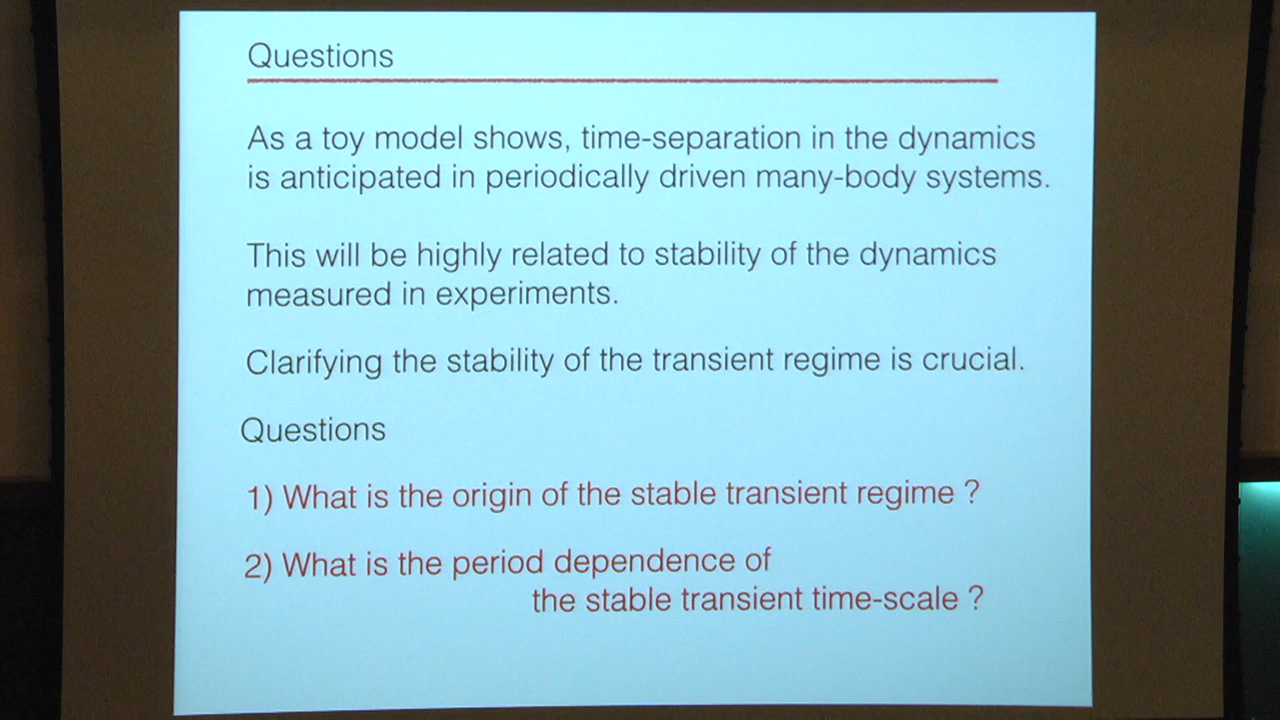 Questions
As a toy model shows, time-separation in the dynamics
is anticipated in periodically driven many-body systems.
This will be highly related to stability of the dynamics
measured in experiments.
Clarifying the stability of the transient regime is crucial.
Questions
1) What is the origin of the stable transient regime ?
2) What is the period dependence of
the stable transient time-scale ?